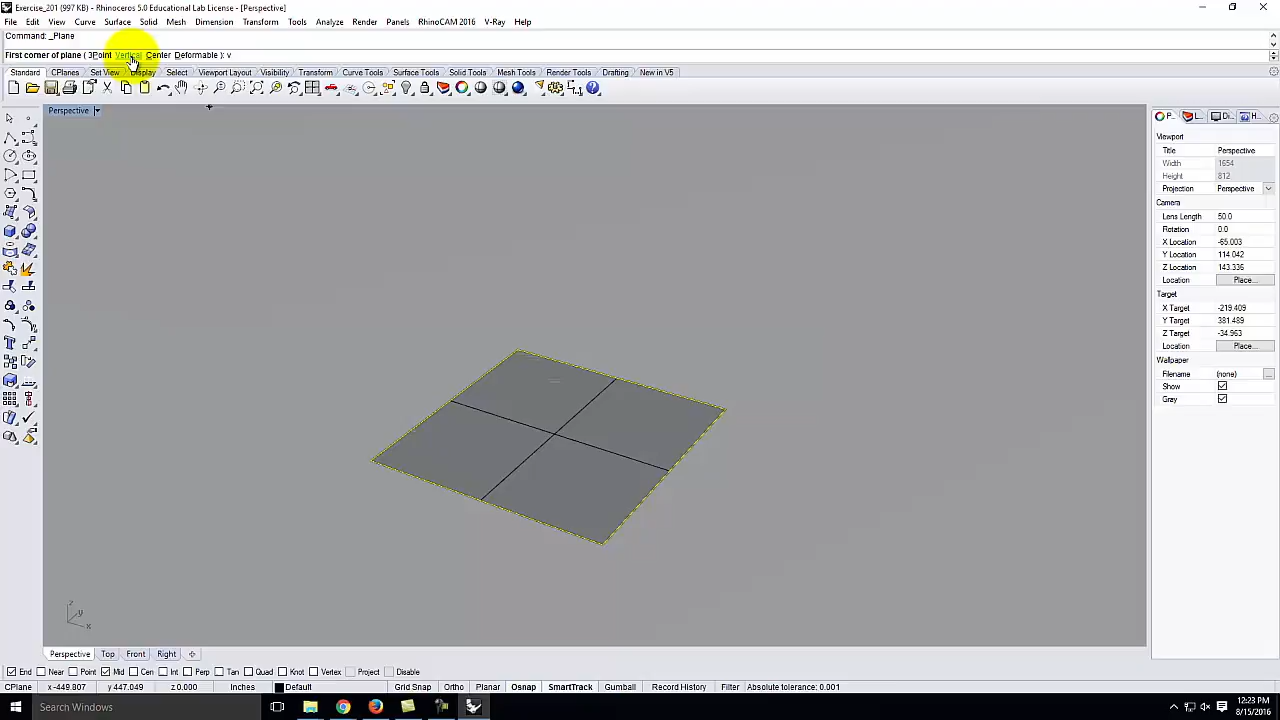 Exercise_201 (997 KB) - Rhinoceros 5.0 Educational Lab License - [Perspective]
File Edit View Curve Surface Solid Mesh Dimension Transform Tools Analyze Render Panels RhinoCAM 2016 V-Ray Help
Command: _Plane
First corner of plane ( 3Point Vertical Center Deformable ): v
Standard CPlanes Set View Display Select Viewport Layout Visibility Transform Curve Tools Surface Tools Solid Tools Mesh Tools Render Tools Drafting New in V5
Perspective
P... L... Di... H...
Viewport
Title Perspective
Width 1654
Height 812
Projection Perspective
Camera
Lens Length 50.0
Rotation 0.0
X Location -65.003
Y Location 114.042
Z Location 143.336
Location Place...
Target
X Target -219.409
Y Target 381.489
Z Target -34.963
Location Place...
Wallpaper
Filename (none) ...
Show
Gray
z
y
x
Perspective Top Front Right
End Near Point Mid Cen Int Perp Tan Quad Knot Vertex Project Disable
CPlane x -449.807 y 447.049 z 0.000 Inches Default Grid Snap Ortho Planar Osnap SmartTrack Gumball Record History Filter Absolute tolerance: 0.001
Search Windows
12:23 PM
8/15/2016